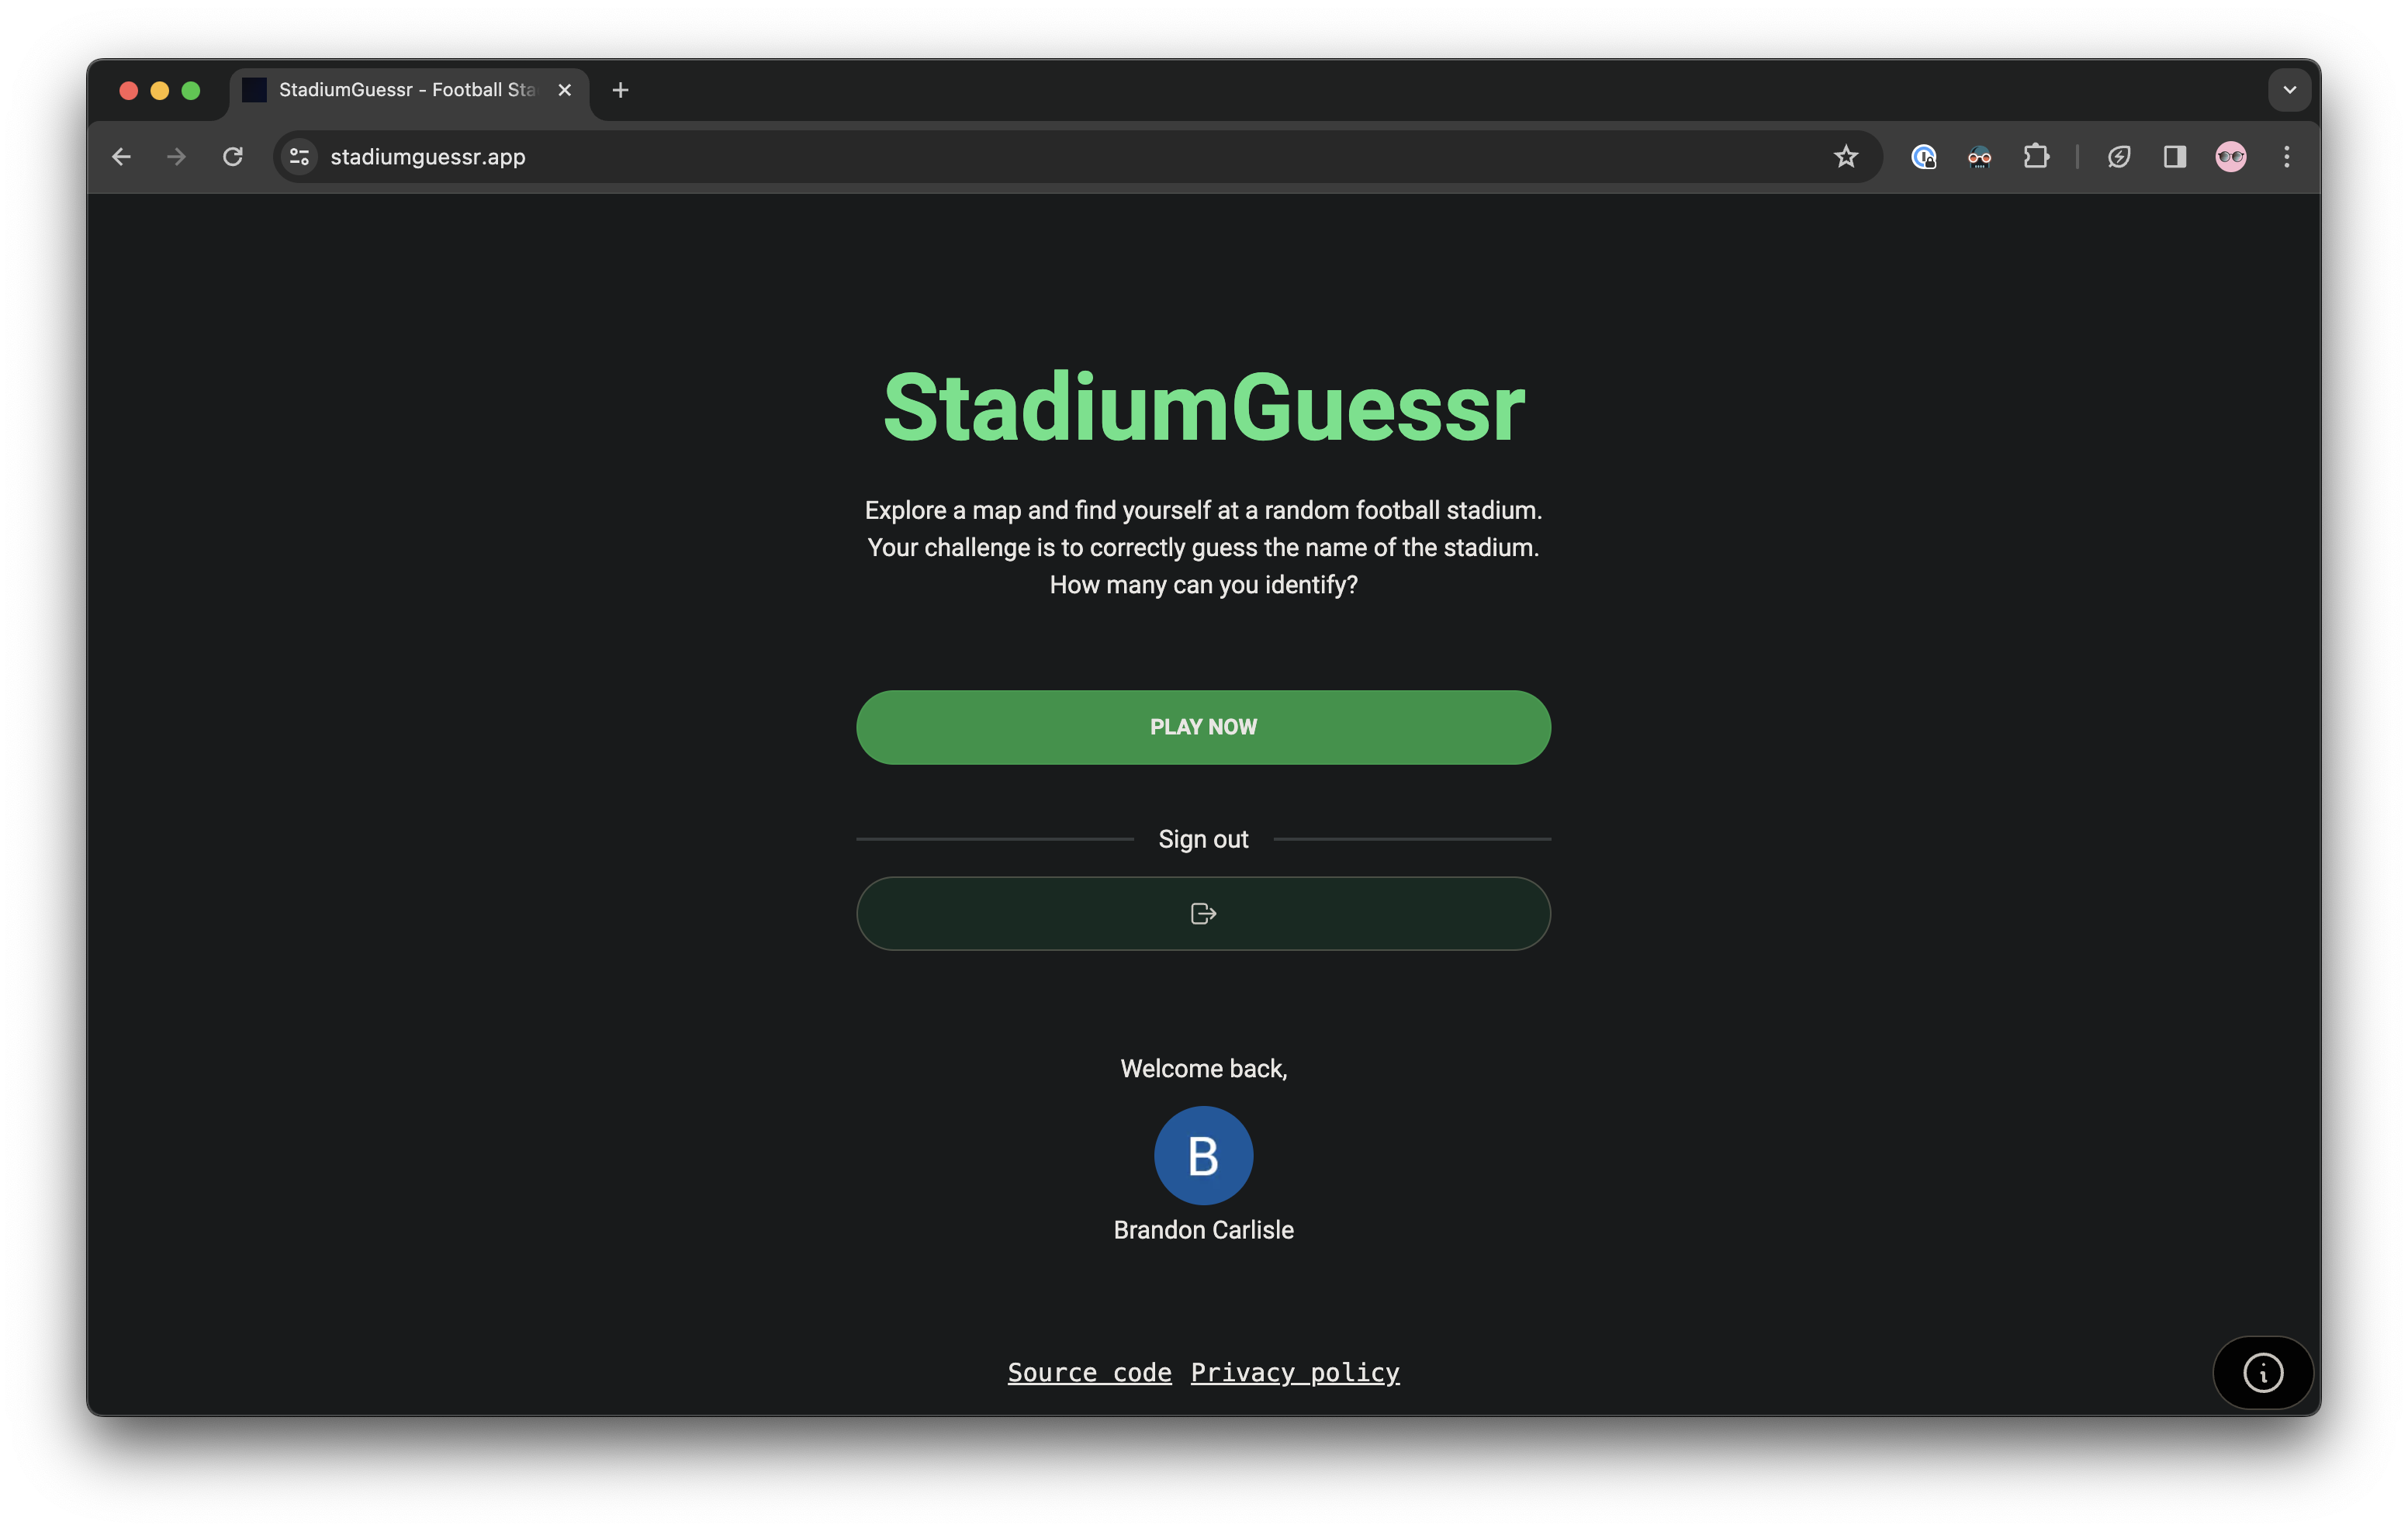 StadiumGuessr - Football Sta
stadiumguessr.app
StadiumGuessr
Explore a map and find yourself at a random football stadium.
Your challenge is to correctly guess the name of the stadium.
How many can you identify?
PLAY NOW
Sign out
Welcome back,
B
Brandon Carlisle
Source code Privacy policy